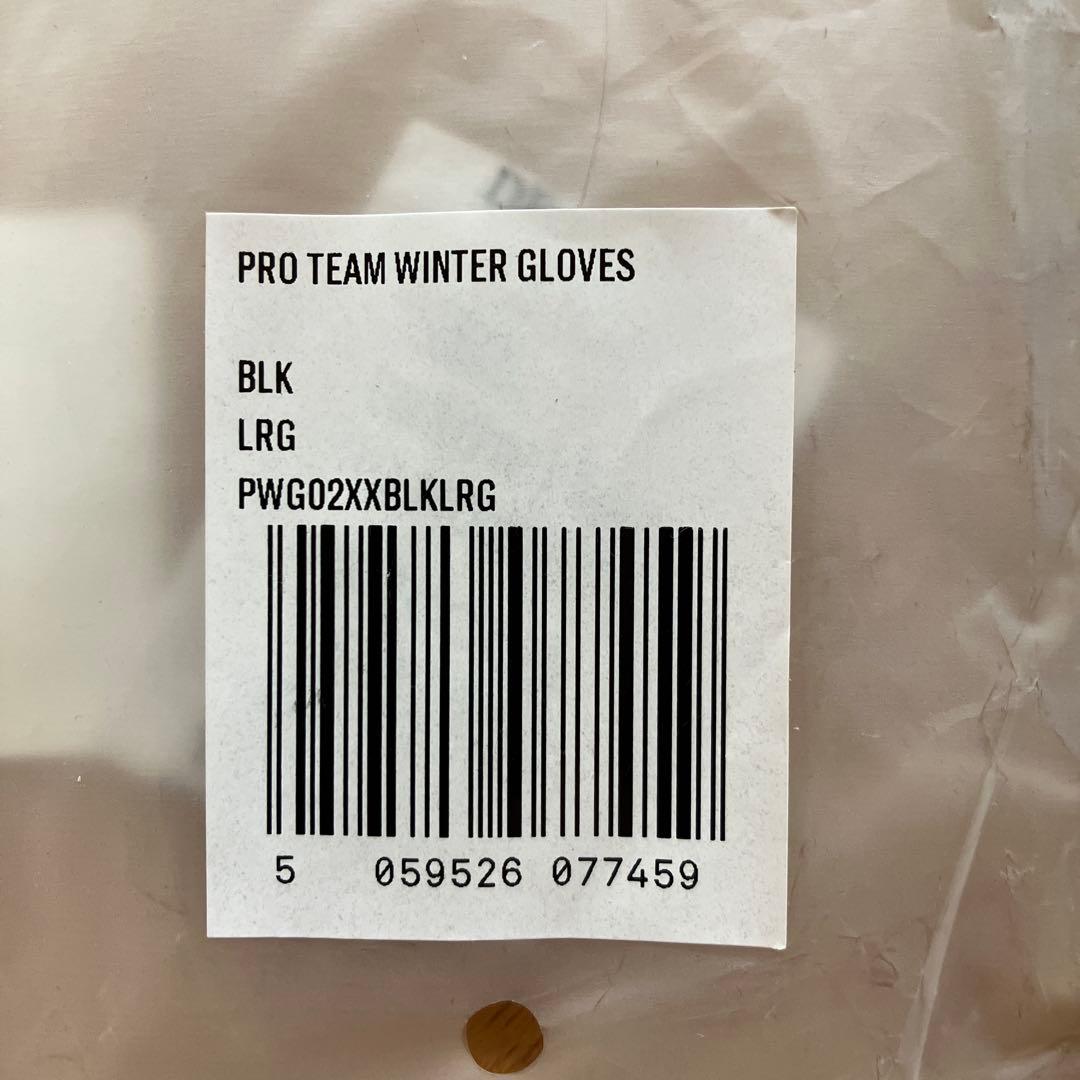 PRO TEAM WINTER GLOVES
BLK
LRG
PWG02XXBLKLRG
5 059526 077459